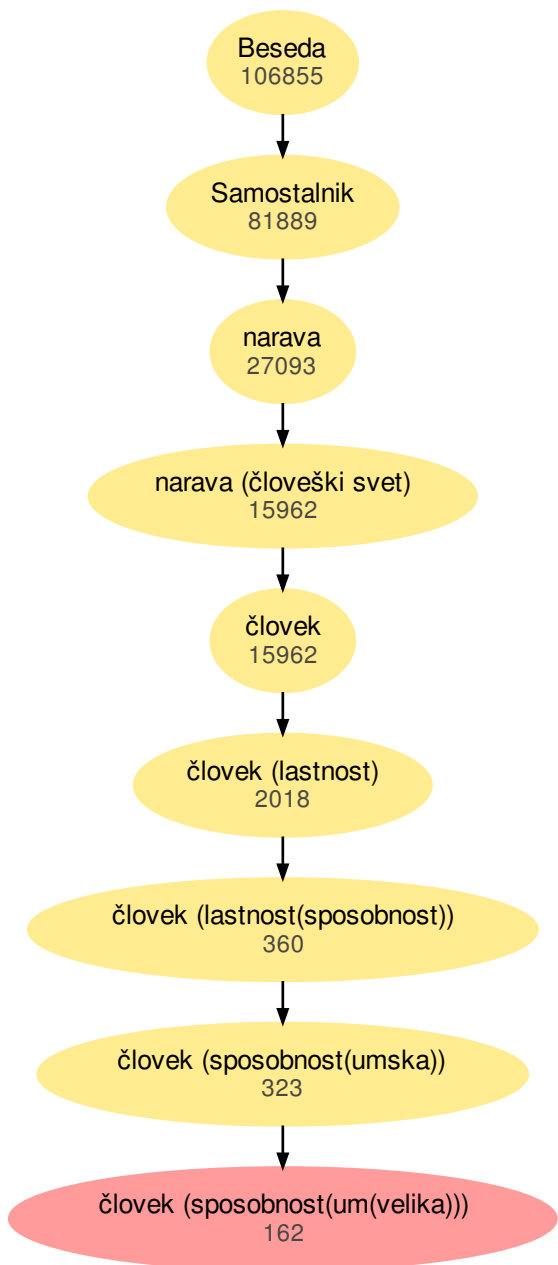 Beseda
106855
Samostalnik
81889
narava
27093
narava (človeški svet)
15962
človek
15962
človek (lastnost)
2018
človek (lastnost(sposobnost))
360
človek (sposobnost(umska))
323
človek (sposobnost(um(velika)))
162